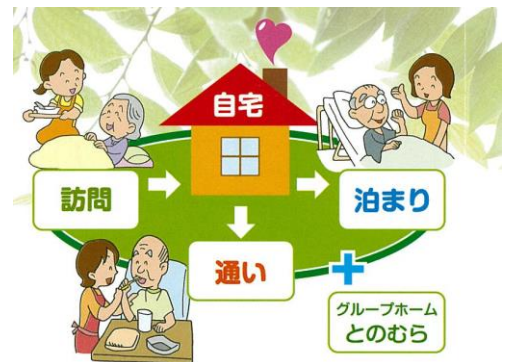 自宅
訪問
泊まり
通い
グループホーム
とのむら